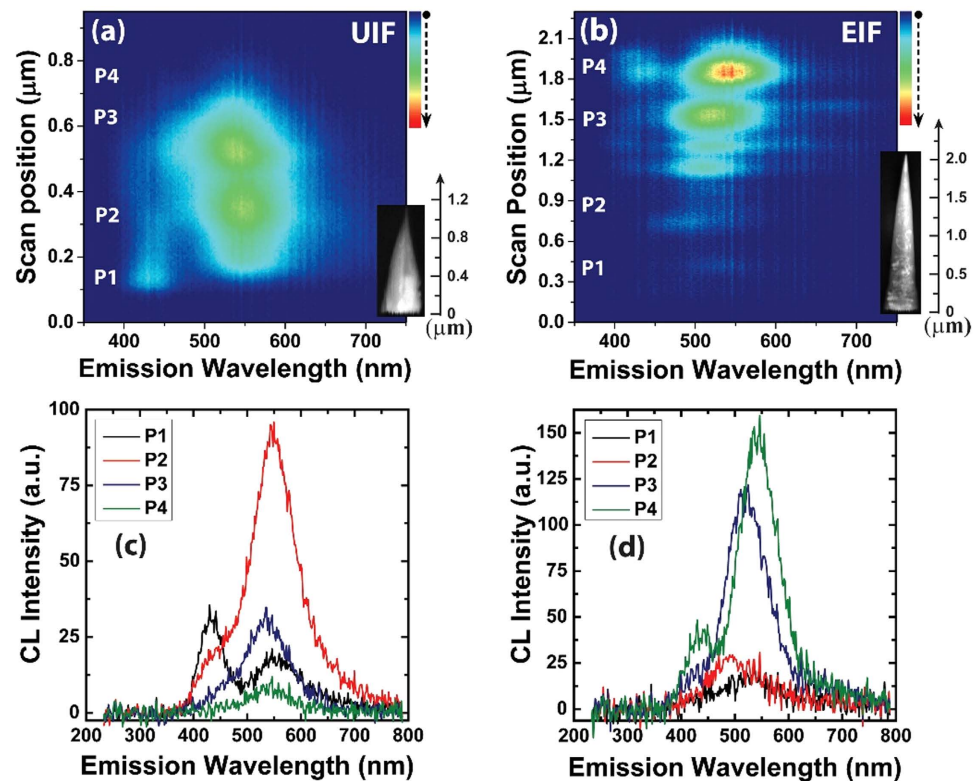 (a) UIF
P4
P3
P2
P1
0.8
0.6
0.4
0.2
0.0
Scan position (μm)
400 500 600 700
Emission Wavelength (nm)
1.2
0.8
0.4
0
(μm)
(b) EIF
P4
P3
P2
P1
2.1
1.8
1.5
1.2
0.9
0.6
0.3
0.0
Scan Position (μm)
400 500 600 700
Emission Wavelength (nm)
2.0
1.5
1.0
0.5
0
(μm)
100
75
50
25
0
CL Intensity (a.u.)
P1
P2
P3
P4
(c)
200 300 400 500 600 700 800
Emission Wavelength (nm)
150
125
100
75
50
25
0
CL Intensity (a.u.)
P1
P2
P3
P4
(d)
200 300 400 500 600 700 800
Emission Wavelength (nm)